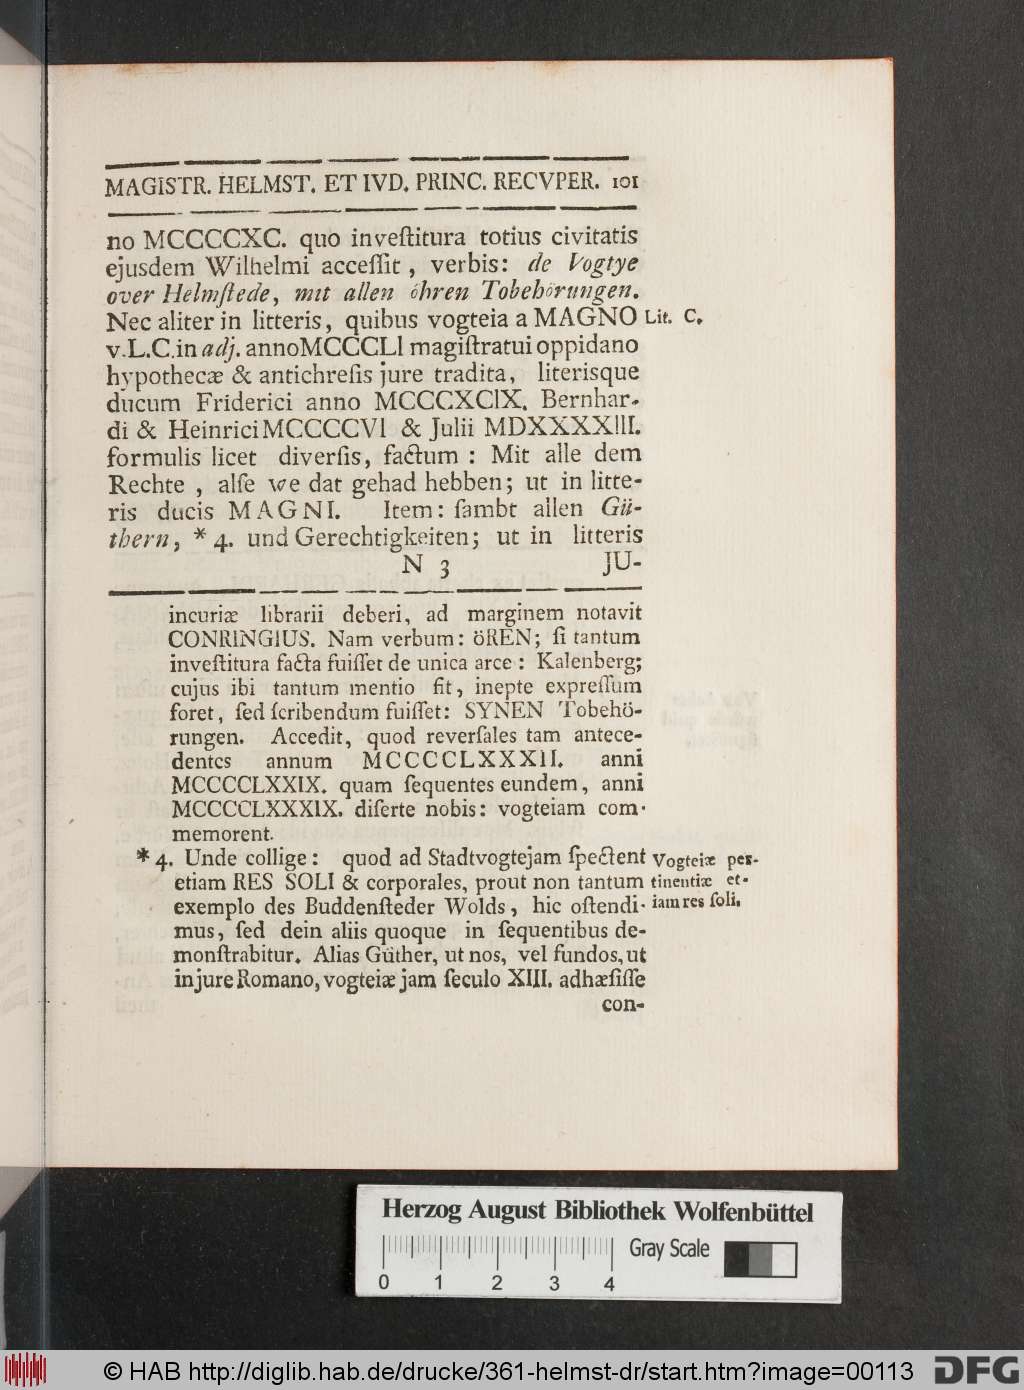 MAGISTR. HELMST. ET IVD. PRINC. RECVPER. 101
no MCCCCXC. quo inveſtitura totius civitatis
ejusdem Wilhelmi acceſſit, verbis: de Vogtye
over Helmſtede, mit allen öhren Tobehörungen.
Nec aliter in litteris, quibus vogteia a MAGNO
Lit. C.
v.L.C.in adj. annoMCCCLI magiſtratui oppidano
hypothecæ & antichreſis jure tradita, literisque
ducum Friderici anno MCCCXCIX. Bernhar-
di & Heinrici MCCCCVI & Julii MDXXXXIII.
formulis licet diverſis, factum: Mit alle dem
Rechte, alſe we dat gehad hebben; ut in litte-
ris ducis MAGNI. Item: ſambt allen Gü-
thern, * 4. und Gerechtigkeiten; ut in litteris
N 3 JU-
incuriæ librarii deberi, ad marginem notavit
CONRINGIUS. Nam verbum: öREN; ſi tantum
inveſtitura facta fuiſſet de unica arce: Kalenberg;
cujus ibi tantum mentio fit, inepte expreſſum
foret, ſed ſcribendum fuiſſet: SYNEN Tobehö-
rungen. Accedit, quod reverſales tam antece-
dentes annum MCCCCLXXXII. anni
MCCCCLXXIX. quam ſequentes eundem, anni
MCCCCLXXXIX. diſerte nobis: vogteiam com-
memorent.
* 4. Unde collige: quod ad Stadtvogtejam ſpectent
etiam RES SOLI & corporales, prout non tantum
exemplo des Buddenſteder Wolds, hic oſtendi-
mus, ſed dein aliis quoque in ſequentibus de-
monſtrabitur. Alias Güther, ut nos, vel fundos, ut
in jure Romano, vogteiæ jam ſeculo XIII. adhæſiſſe
con-
Vogteiæ per-
tinentiæ et-
iam res ſoli.
Herzog August Bibliothek Wolfenbüttel
Gray Scale
0 1 2 3 4
© HAB http://diglib.hab.de/drucke/361-helmst-dr/start.htm?image=00113
DFG